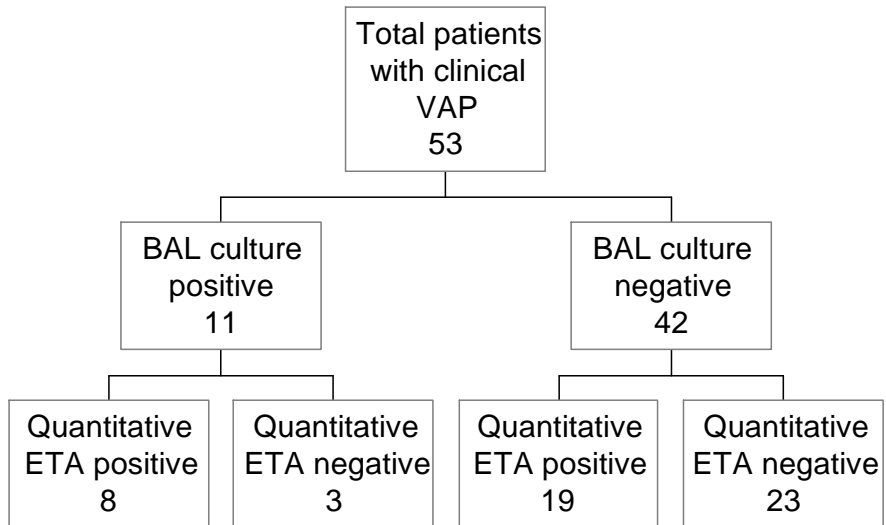 Total patients
with clinical
VAP
53
BAL culture
positive
11
BAL culture
negative
42
Quantitative
ETA positive
8
Quantitative
ETA negative
3
Quantitative
ETA positive
19
Quantitative
ETA negative
23